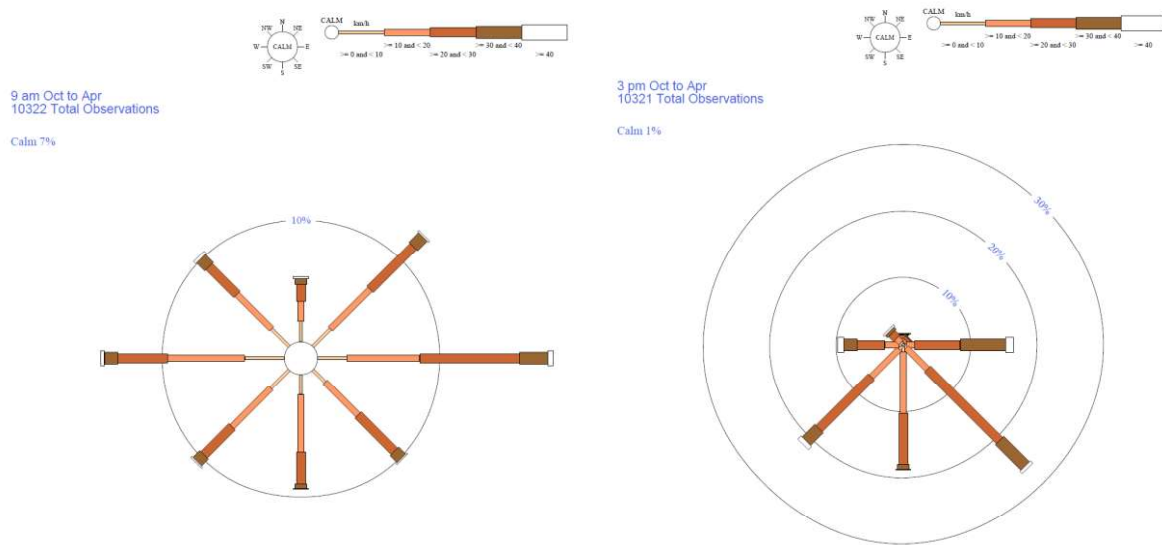 N
NW NE
W CALM E
SW SE
S
CALM km/h
>= 10 and < 20 >= 30 and < 40
>= 0 and < 10 >= 20 and < 30 >= 40
9 am Oct to Apr
10322 Total Observations
Calm 7%
10%
N
NW NE
W CALM E
SW SE
S
CALM km/h
>= 10 and < 20 >= 30 and < 40
>= 0 and < 10 >= 20 and < 30 >= 40
3 pm Oct to Apr
10321 Total Observations
Calm 1%
30%
20%
10%